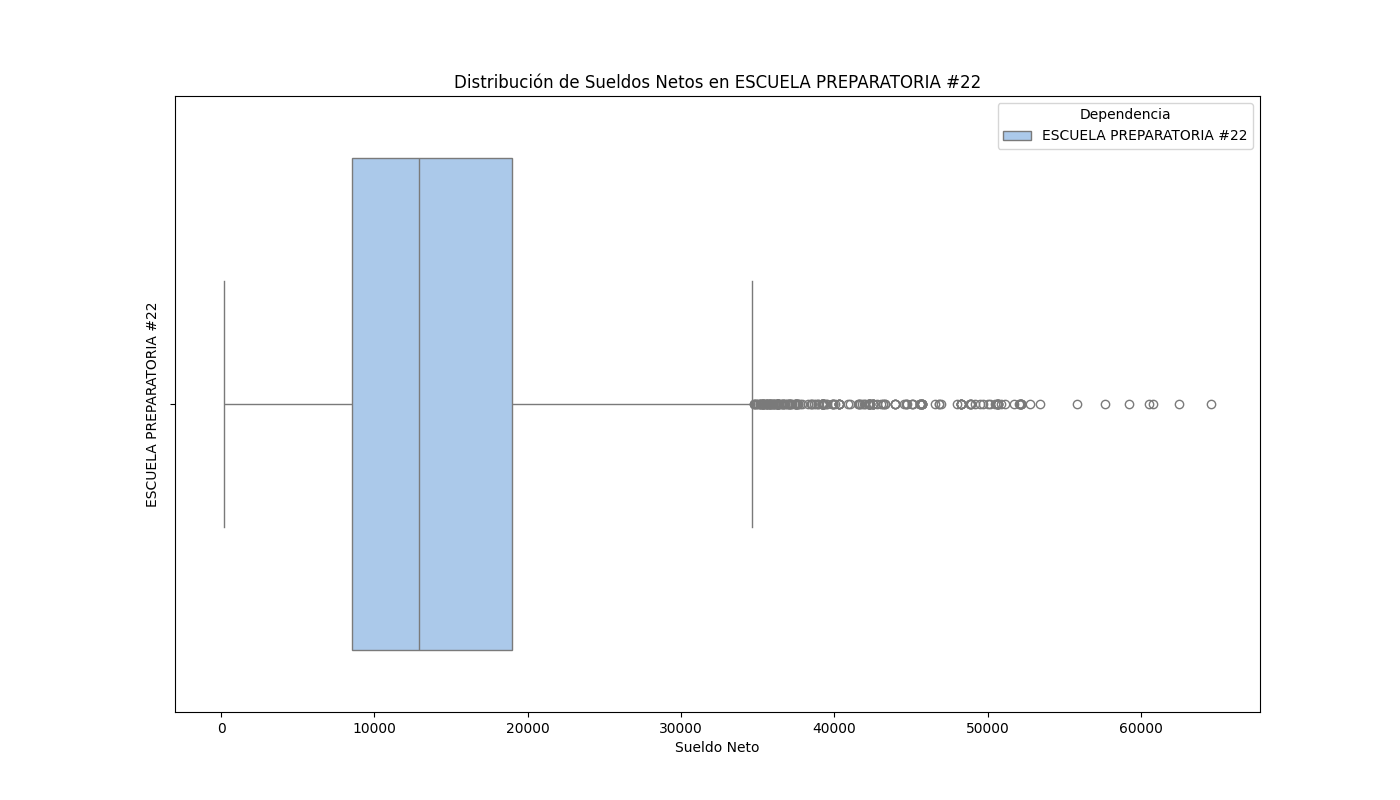 Distribución de Sueldos Netos en ESCUELA PREPARATORIA #22
Dependencia
ESCUELA PREPARATORIA #22
ESCUELA PREPARATORIA #22
0
10000
20000
30000
40000
50000
60000
Sueldo Neto